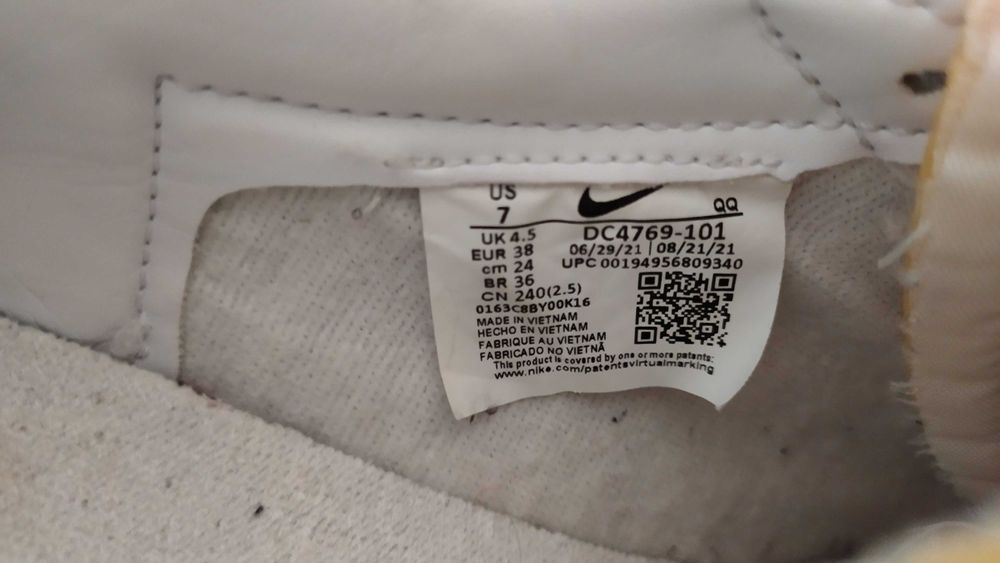 US
7
QQ
UK 4.5
EUR 38
cm 24
BR 36
CN 240(2.5)
0163C8BY00K16
DC4769-101
06/29/21 | 08/21/21
UPC 00194956809340
MADE IN VIETNAM
HECHO EN VIETNAM
FABRIQUE AU VIETNAM
FABRICADO NO VIETNÃ
This product is covered by one or more patents:
www.nike.com/patentsvirtualmarking